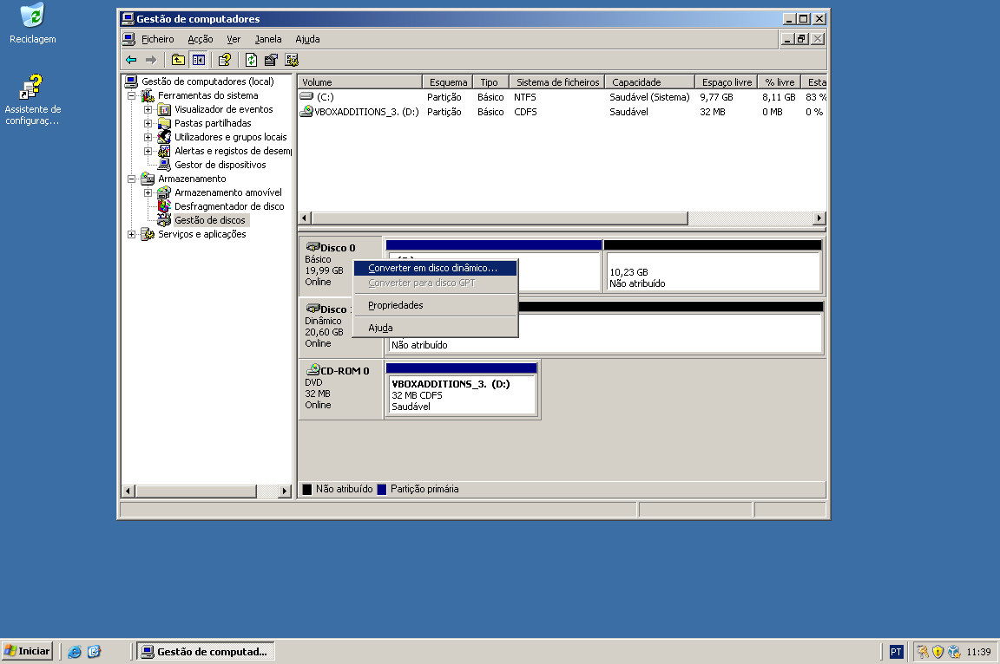 Reciclagem
Assistente de
configuraç...
Gestão de computadores
Ficheiro Acção Ver Janela Ajuda
Gestão de computadores (local)
Ferramentas do sistema
Visualizador de eventos
Pastas partilhadas
Utilizadores e grupos locais
Alertas e registos de desem
Gestor de dispositivos
Armazenamento
Armazenamento amovível
Desfragmentador de disco
Gestão de discos
Serviços e aplicações
Volume Esquema Tipo Sistema de ficheiros Capacidade Espaço livre % livre Esta
(C:) Partição Básico NTFS Saudável (Sistema) 9,77 GB 8,11 GB 83 %
VBOXADDITIONS_3. (D:) Partição Básico CDFS Saudável 32 MB 0 MB 0 %
Disco 0
Básico
19,99 GB
Online
10,23 GB
Não atribuído
Converter em disco dinâmico...
Converter para disco GPT
Propriedades
Ajuda
Disco
Dinâmico
20,60 GB
Online
Não atribuído
CD-ROM 0
DVD
32 MB
Online
VBOXADDITIONS_3. (D:)
32 MB CDFS
Saudável
Não atribuído Partição primária
Iniciar
Gestão de computad...
PT
11:39